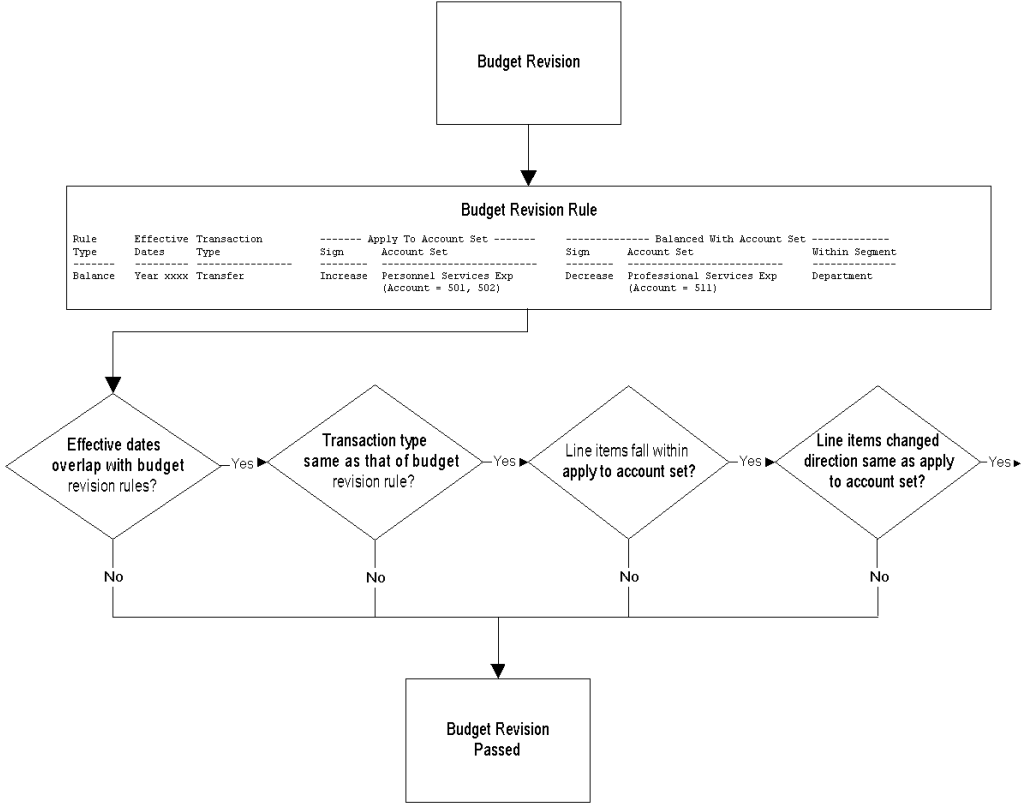 Budget Revision
Budget Revision Rule
Rule Effective Transaction ------- Apply To Account Set ------- -------------- Balanced With Account Set -------------
Type Dates Type Sign Account Set Sign Account Set Within Segment
------- --------- ---------------- -------- -------------------------- -------- -------------------------- --------------
Balance Year xxxx Transfer Increase Personnel Services Exp Decrease Professional Services Exp Department
(Account = 501, 502) (Account = 511)
Effective dates
overlap with budget
revision rules?
Yes
Transaction type
same as that of budget
revision rule?
Yes
Line items fall within
apply to account set?
Yes
Line items changed
direction same as apply
to account set?
Yes
No
No
No
No
Budget Revision
Passed